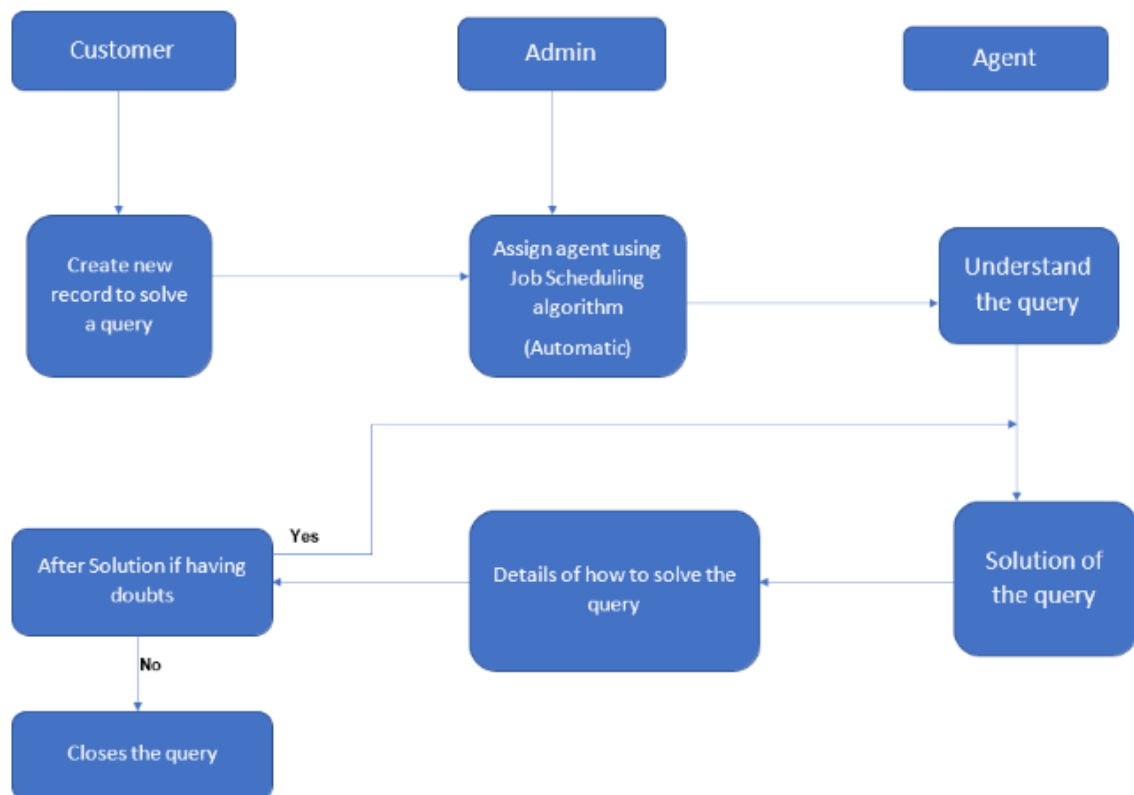 Customer
Admin
Agent
Create new
record to solve
a query
Assign agent using
Job Scheduling
algorithm
(Automatic)
Understand
the query
Yes
After Solution if having
doubts
Details of how to solve the
query
Solution of
the query
No
Closes the query